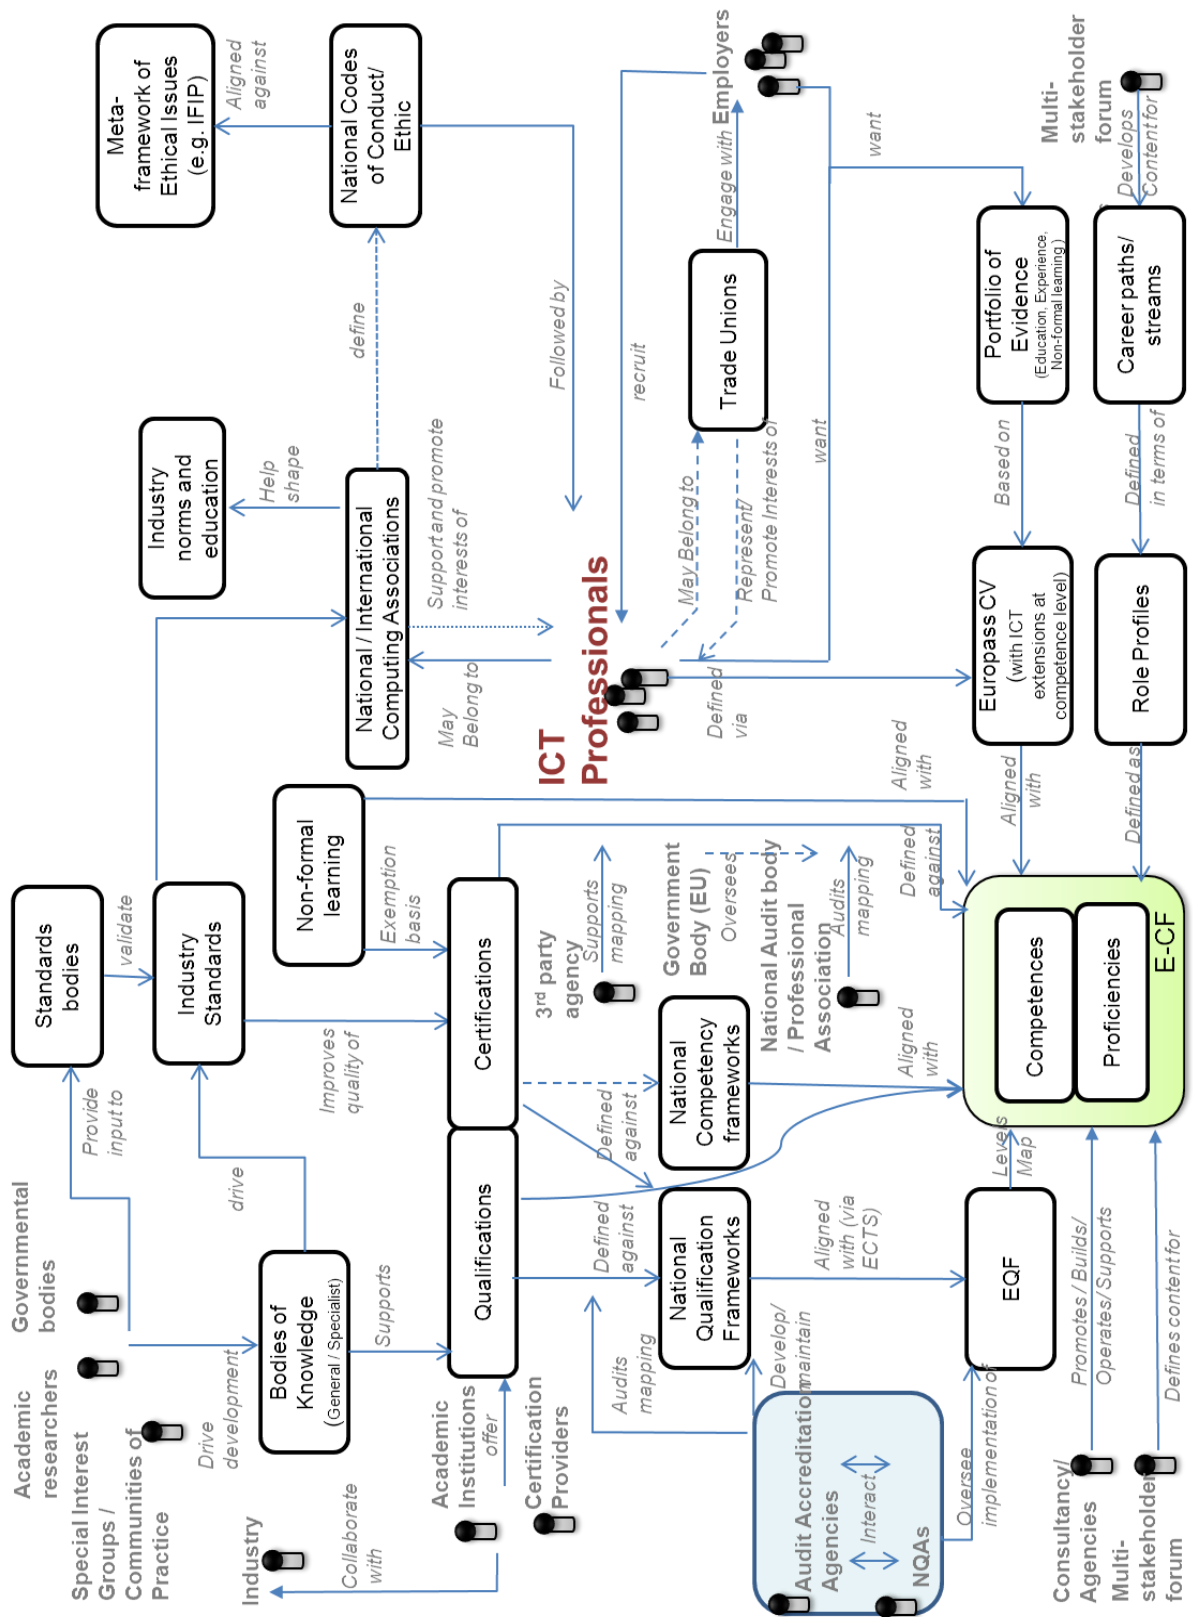 Academic
researchers
Governmental
bodies
Special Interest
Groups /
Communities of
Practice
Provide
input to
Standards
bodies
validate
Industry
Standards
Drive
development
drive
Bodies of
Knowledge
(General / Specialist)
Supports
Improves
quality of
Industry
Collaborate
with
Academic
Institutions
offer
Certification
Providers
Qualifications
Certifications
Non-formal
learning
Exemption
basis
Industry
norms and
education
Help
shape
National / International
Computing Associations
define
Meta-
framework of
Ethical Issues
(e.g. IFIP)
Aligned
against
National Codes
of Conduct/
Ethic
Followed by
May
Belong to
Support and promote
interests of
ICT
Professionals
recruit
Employers
Engage with
Trade Unions
May Belong to
Represent/
Promote Interests of
want
want
Defined
via
3rd party
agency
Supports
mapping
Government
Body (EU)
Oversees
National Audit body
/ Professional
Association
Audits
mapping
Defined
against
Defined
against
National
Qualification
Frameworks
National
Competency
frameworks
Audits
mapping
Develop/
maintain
Audit Accreditation
Agencies
Interact
NQAs
Oversee
implementation of
Aligned
with (via
ECTS)
EQF
Levels
Map
Aligned
with
Aligned
with
Defined
against
Competences
Proficiencies
E-CF
Aligned
with
Europass CV
(with ICT
extensions at
competence level)
Based on
Portfolio of
Evidence
(Education, Experience,
Non-formal learning )
Defined as
Role Profiles
Defined
in terms of
Career paths/
streams
Develops
Content for
Multi-
stakeholder
forum
Consultancy/
Agencies
Promotes / Builds/
Operates/ Supports
Multi-
stakeholder
forum
Defines content for